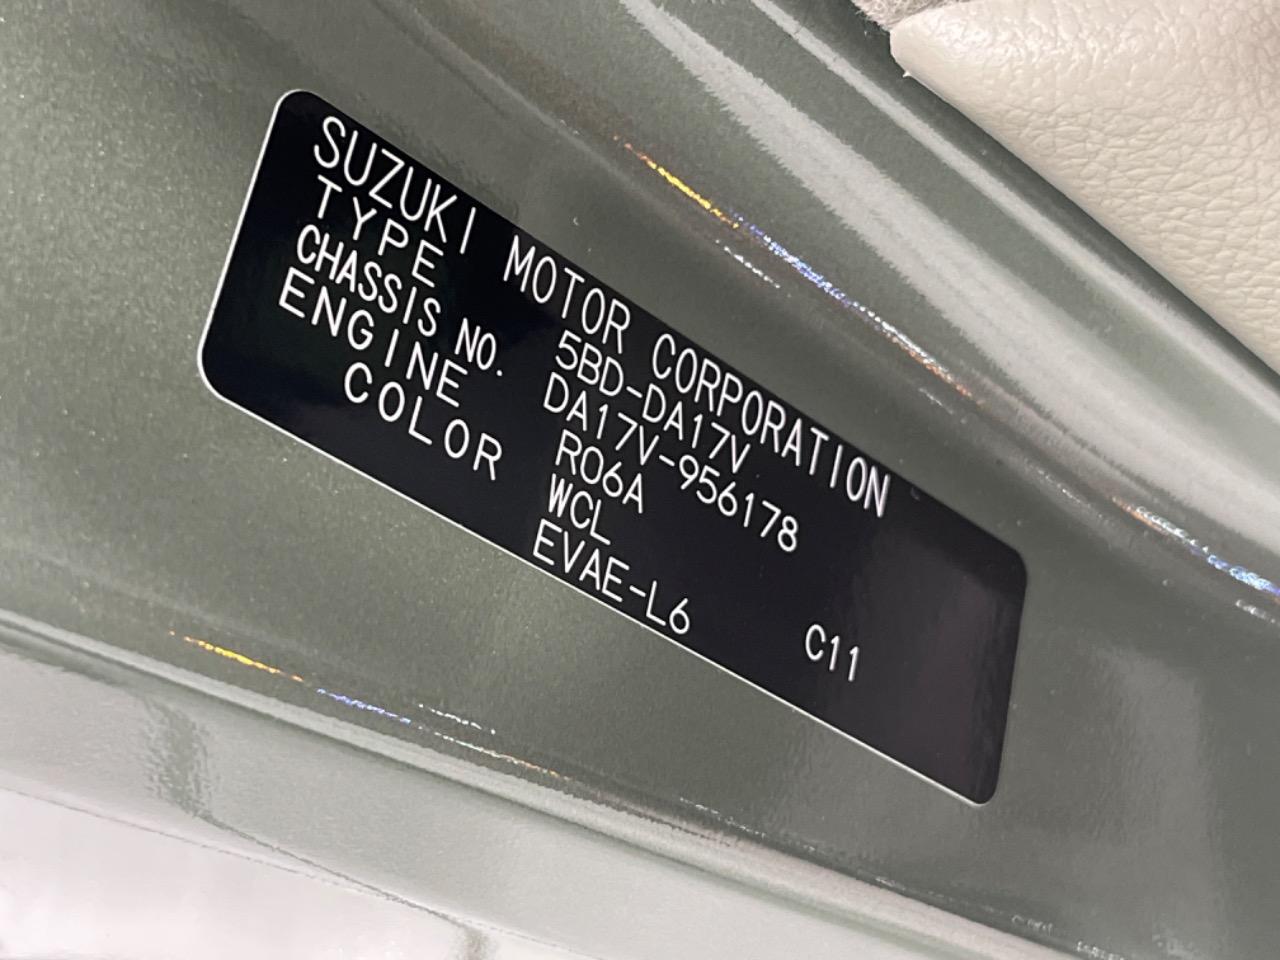 SUZUKI MOTOR CORPORATION
TYPE 5BD-DA17V
CHASSIS NO. DA17V-956178
ENGINE R06A
COLOR WCL
EVAE-L6 C11